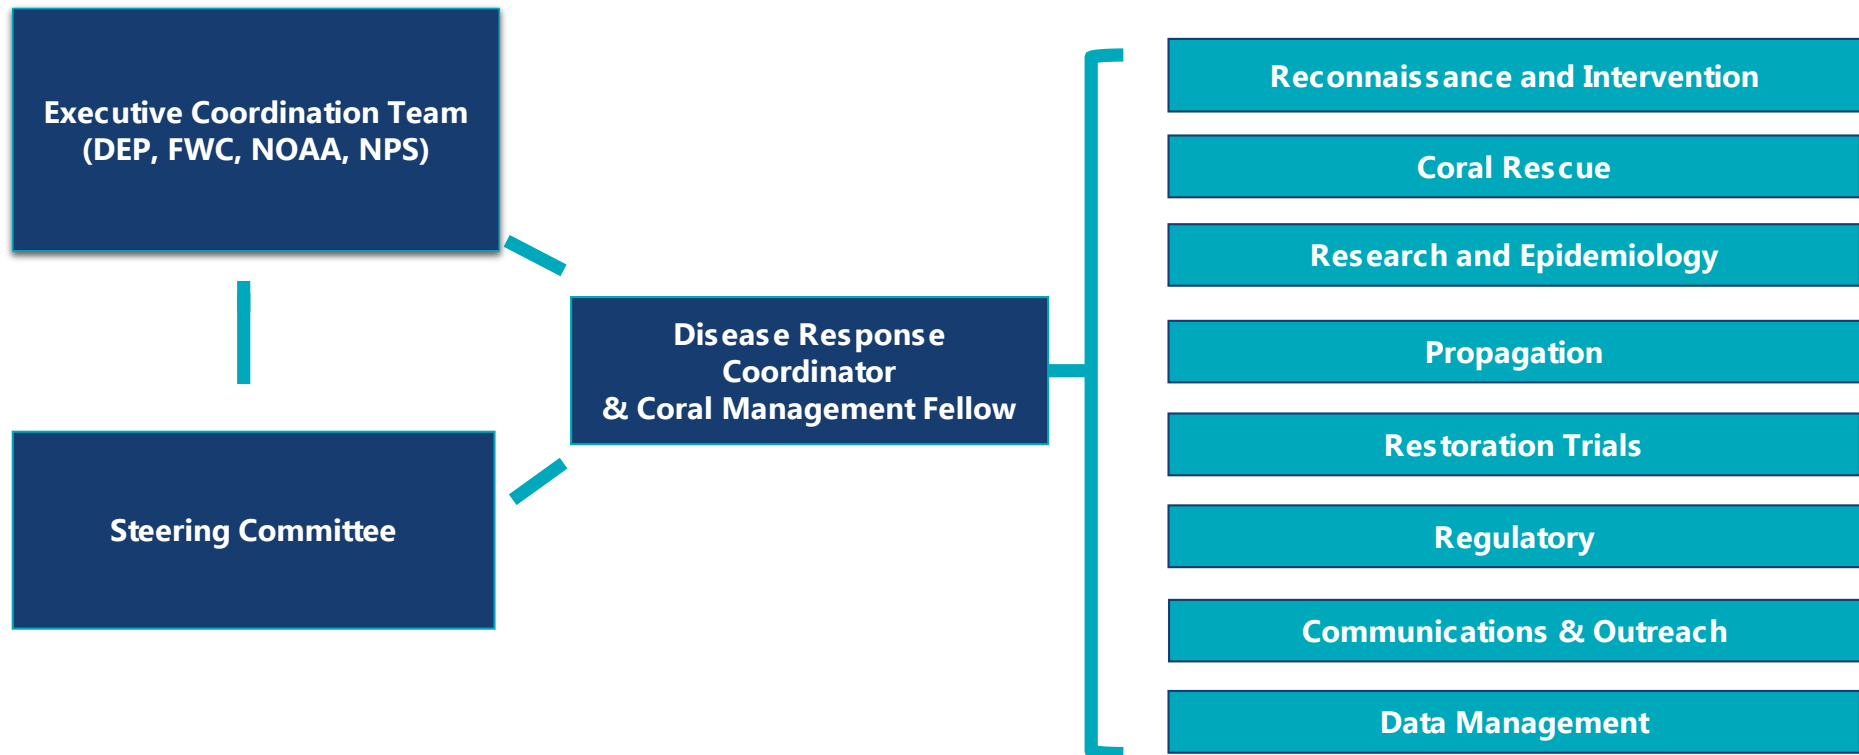 Executive Coordination Team
(DEP, FWC, NOAA, NPS)
Steering Committee
Disease Response
Coordinator
& Coral Management Fellow
Reconnaissance and Intervention
Coral Rescue
Research and Epidemiology
Propagation
Restoration Trials
Regulatory
Communications & Outreach
Data Management